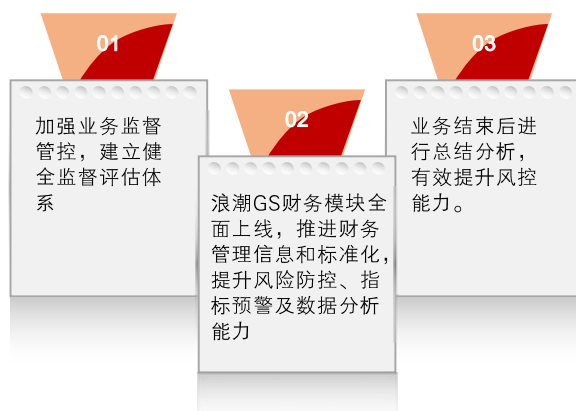 01
加强业务监督
管控，建立健
全监督评估体
系
02
浪潮GS财务模块全
面上线，推进财务
管理信息和标准化，
提升风险防控、指
标预警及数据分析
能力
03
业务结束后进
行总结分析，
有效提升风控
能力。